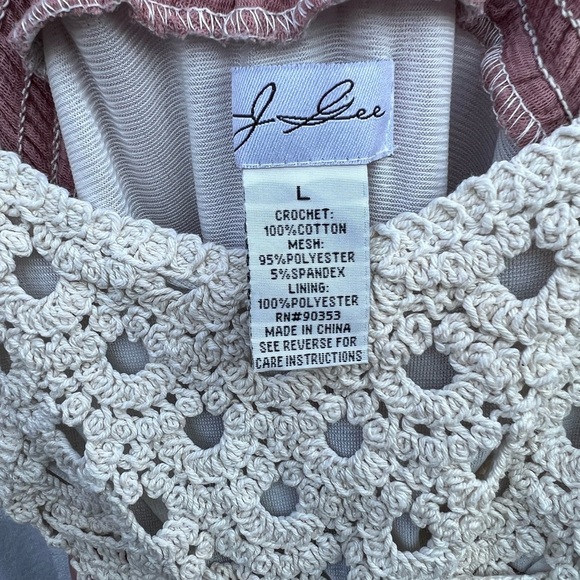 J. Gee
L
CROCHET:
100%COTTON
MESH:
95%POLYESTER
5%SPANDEX
LINING:
100%POLYESTER
RN#90353
MADE IN CHINA
SEE REVERSE FOR
CARE INSTRUCTIONS